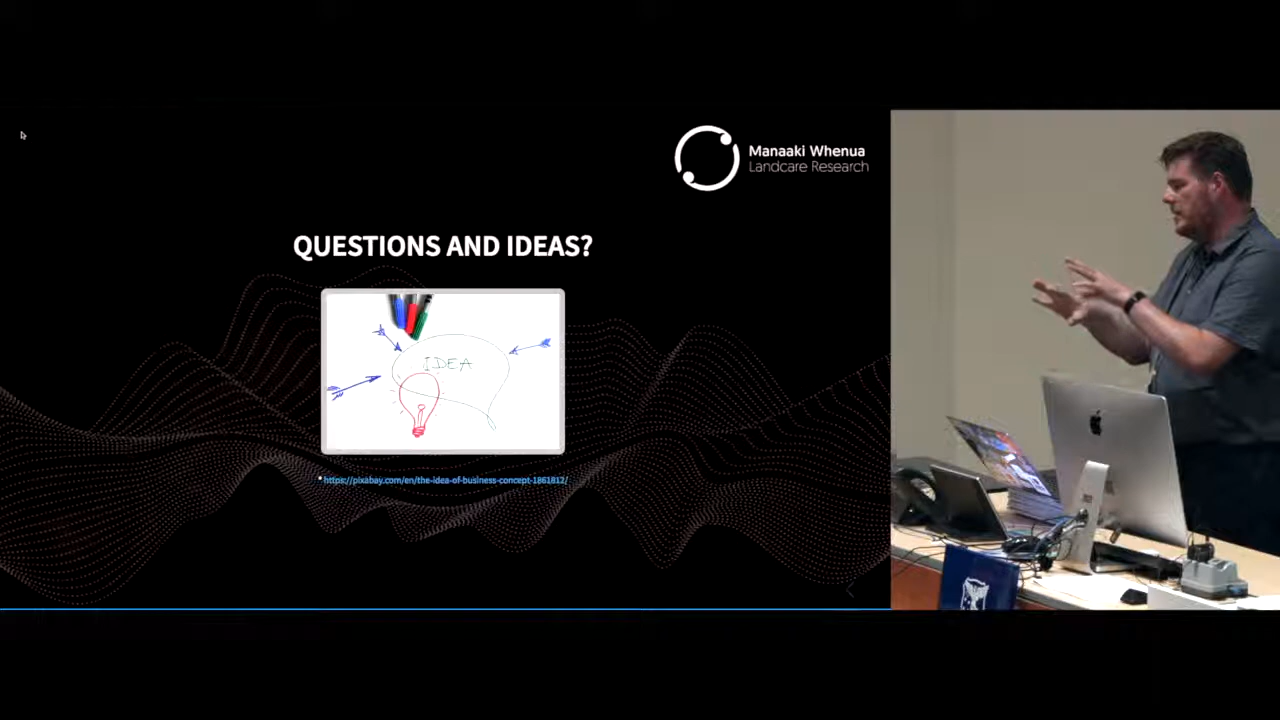 Manaaki Whenua
Landcare Research
QUESTIONS AND IDEAS?
IDEA
https://pixabay.com/en/the-idea-of-business-concept-1861812/